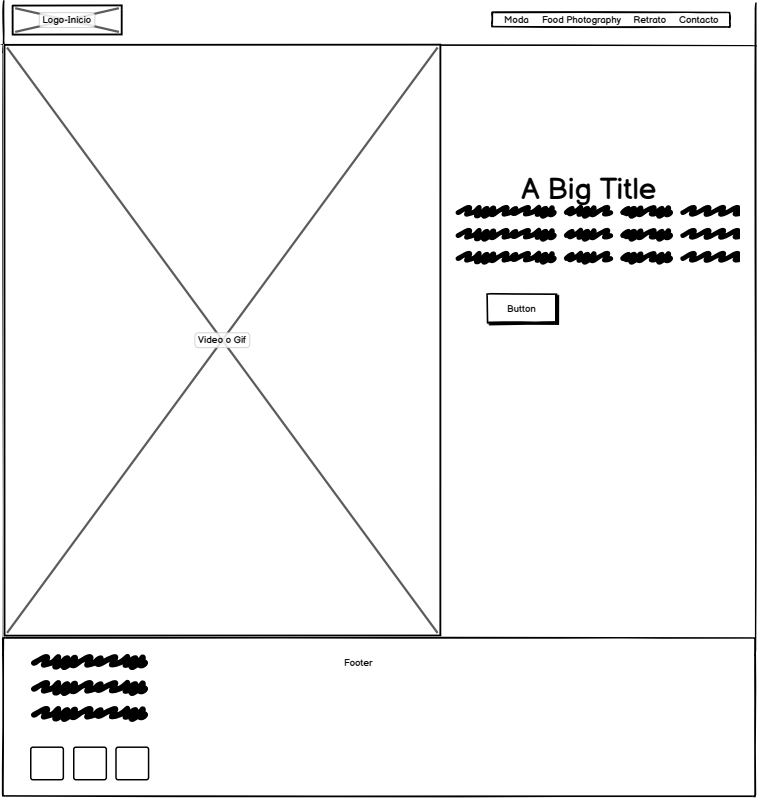 Logo-Inicio
Moda Food Photography Retrato Contacto
A Big Title
Button
Video o Gif
Footer